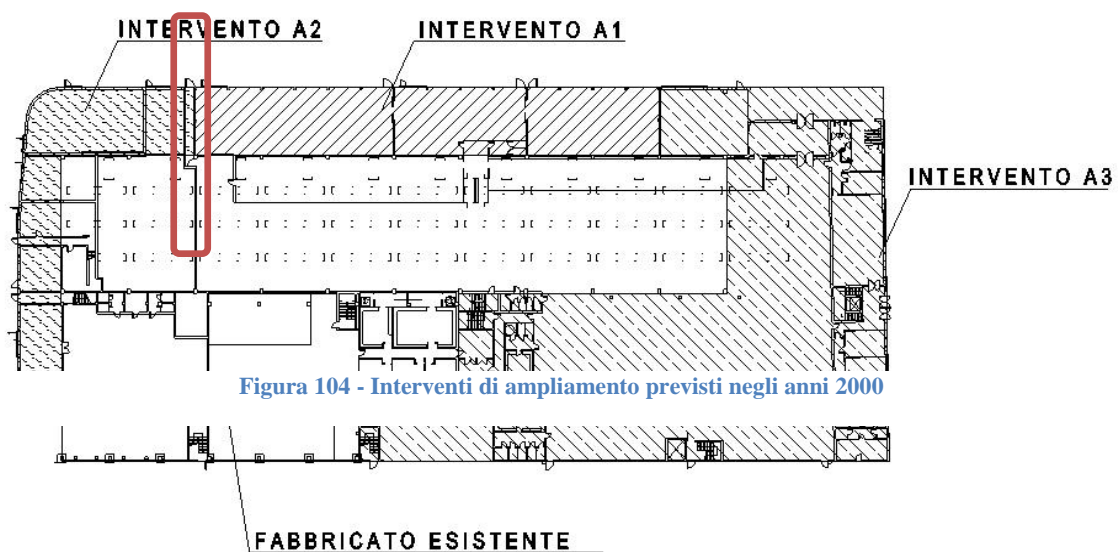 INTERVENTO A2
INTERVENTO A1
INTERVENTO A3
Figura 104 - Interventi di ampliamento previsti negli anni 2000
FABBRICATO ESISTENTE